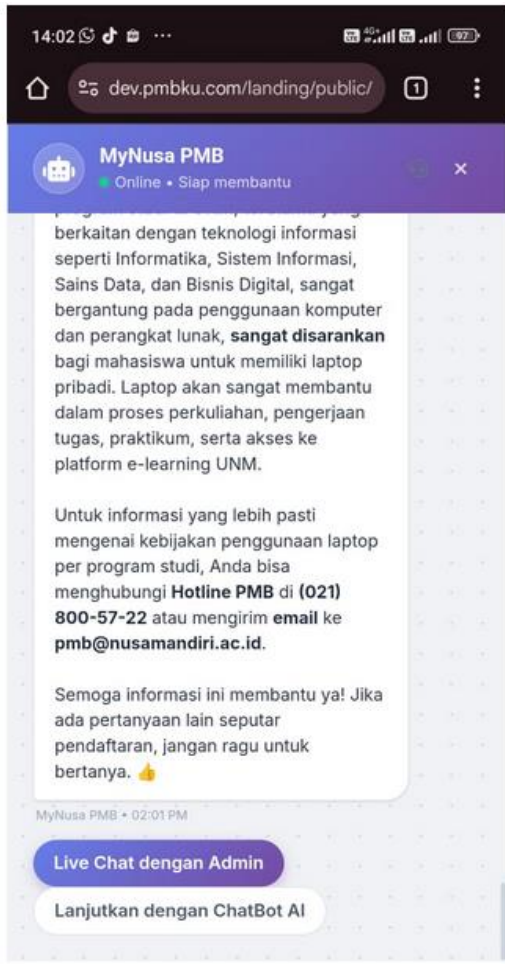 14:02
4G+
VoLTE
97
dev.pmbku.com/landing/public/
1
MyNusa PMB
Online • Siap membantu
berkaitan dengan teknologi informasi
seperti Informatika, Sistem Informasi,
Sains Data, dan Bisnis Digital, sangat
bergantung pada penggunaan komputer
dan perangkat lunak, sangat disarankan
bagi mahasiswa untuk memiliki laptop
pribadi. Laptop akan sangat membantu
dalam proses perkuliahan, pengerjaan
tugas, praktikum, serta akses ke
platform e-learning UNM.
Untuk informasi yang lebih pasti
mengenai kebijakan penggunaan laptop
per program studi, Anda bisa
menghubungi Hotline PMB di (021)
800-57-22 atau mengirim email ke
pmb@nusamandiri.ac.id.
Semoga informasi ini membantu ya! Jika
ada pertanyaan lain seputar
pendaftaran, jangan ragu untuk
bertanya. 👍
MyNusa PMB • 02:01 PM
Live Chat dengan Admin
Lanjutkan dengan ChatBot AI